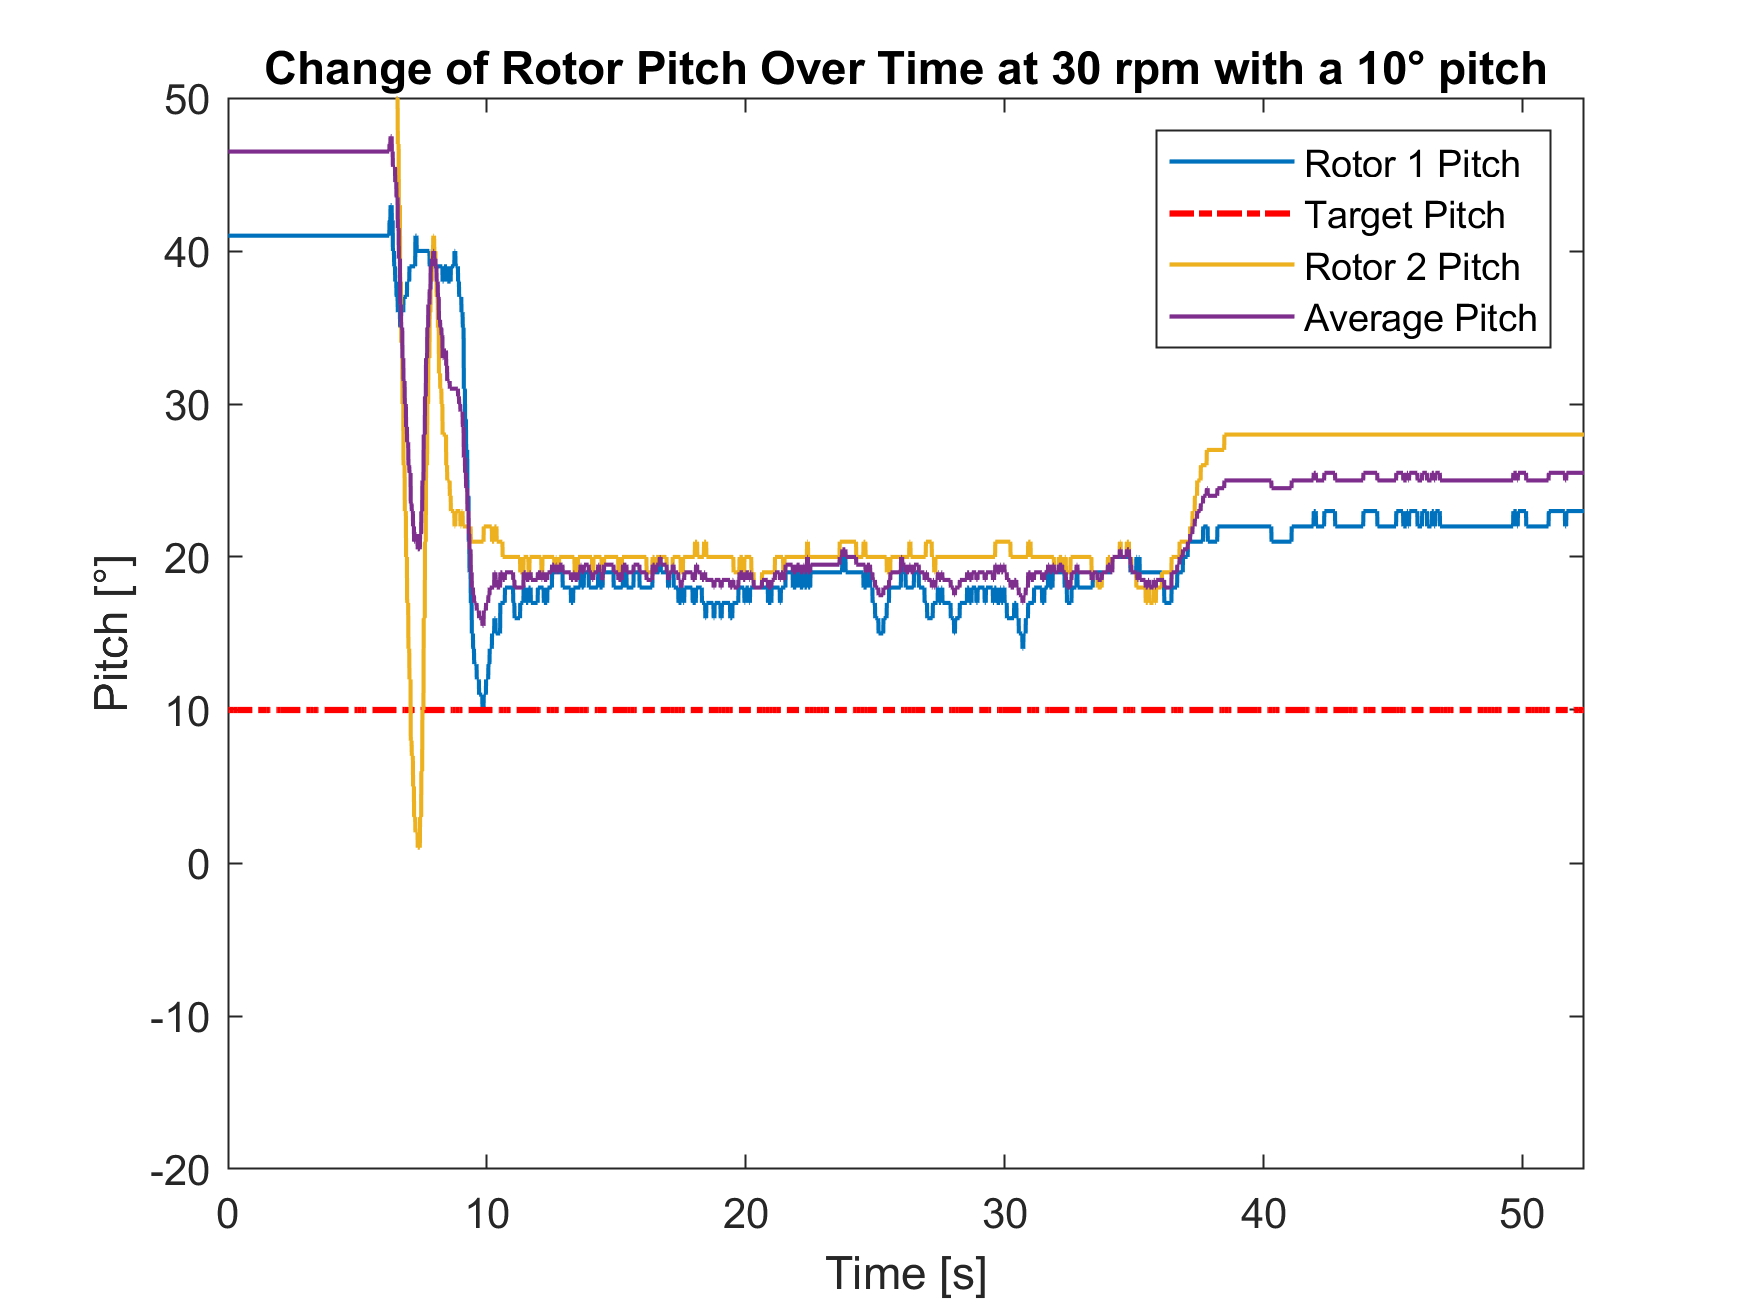 Change of Rotor Pitch Over Time at 30 rpm with a 10° pitch
50
40
30
20
10
0
-10
-20
Pitch [°]
Rotor 1 Pitch
Target Pitch
Rotor 2 Pitch
Average Pitch
0 10 20 30 40 50
Time [s]